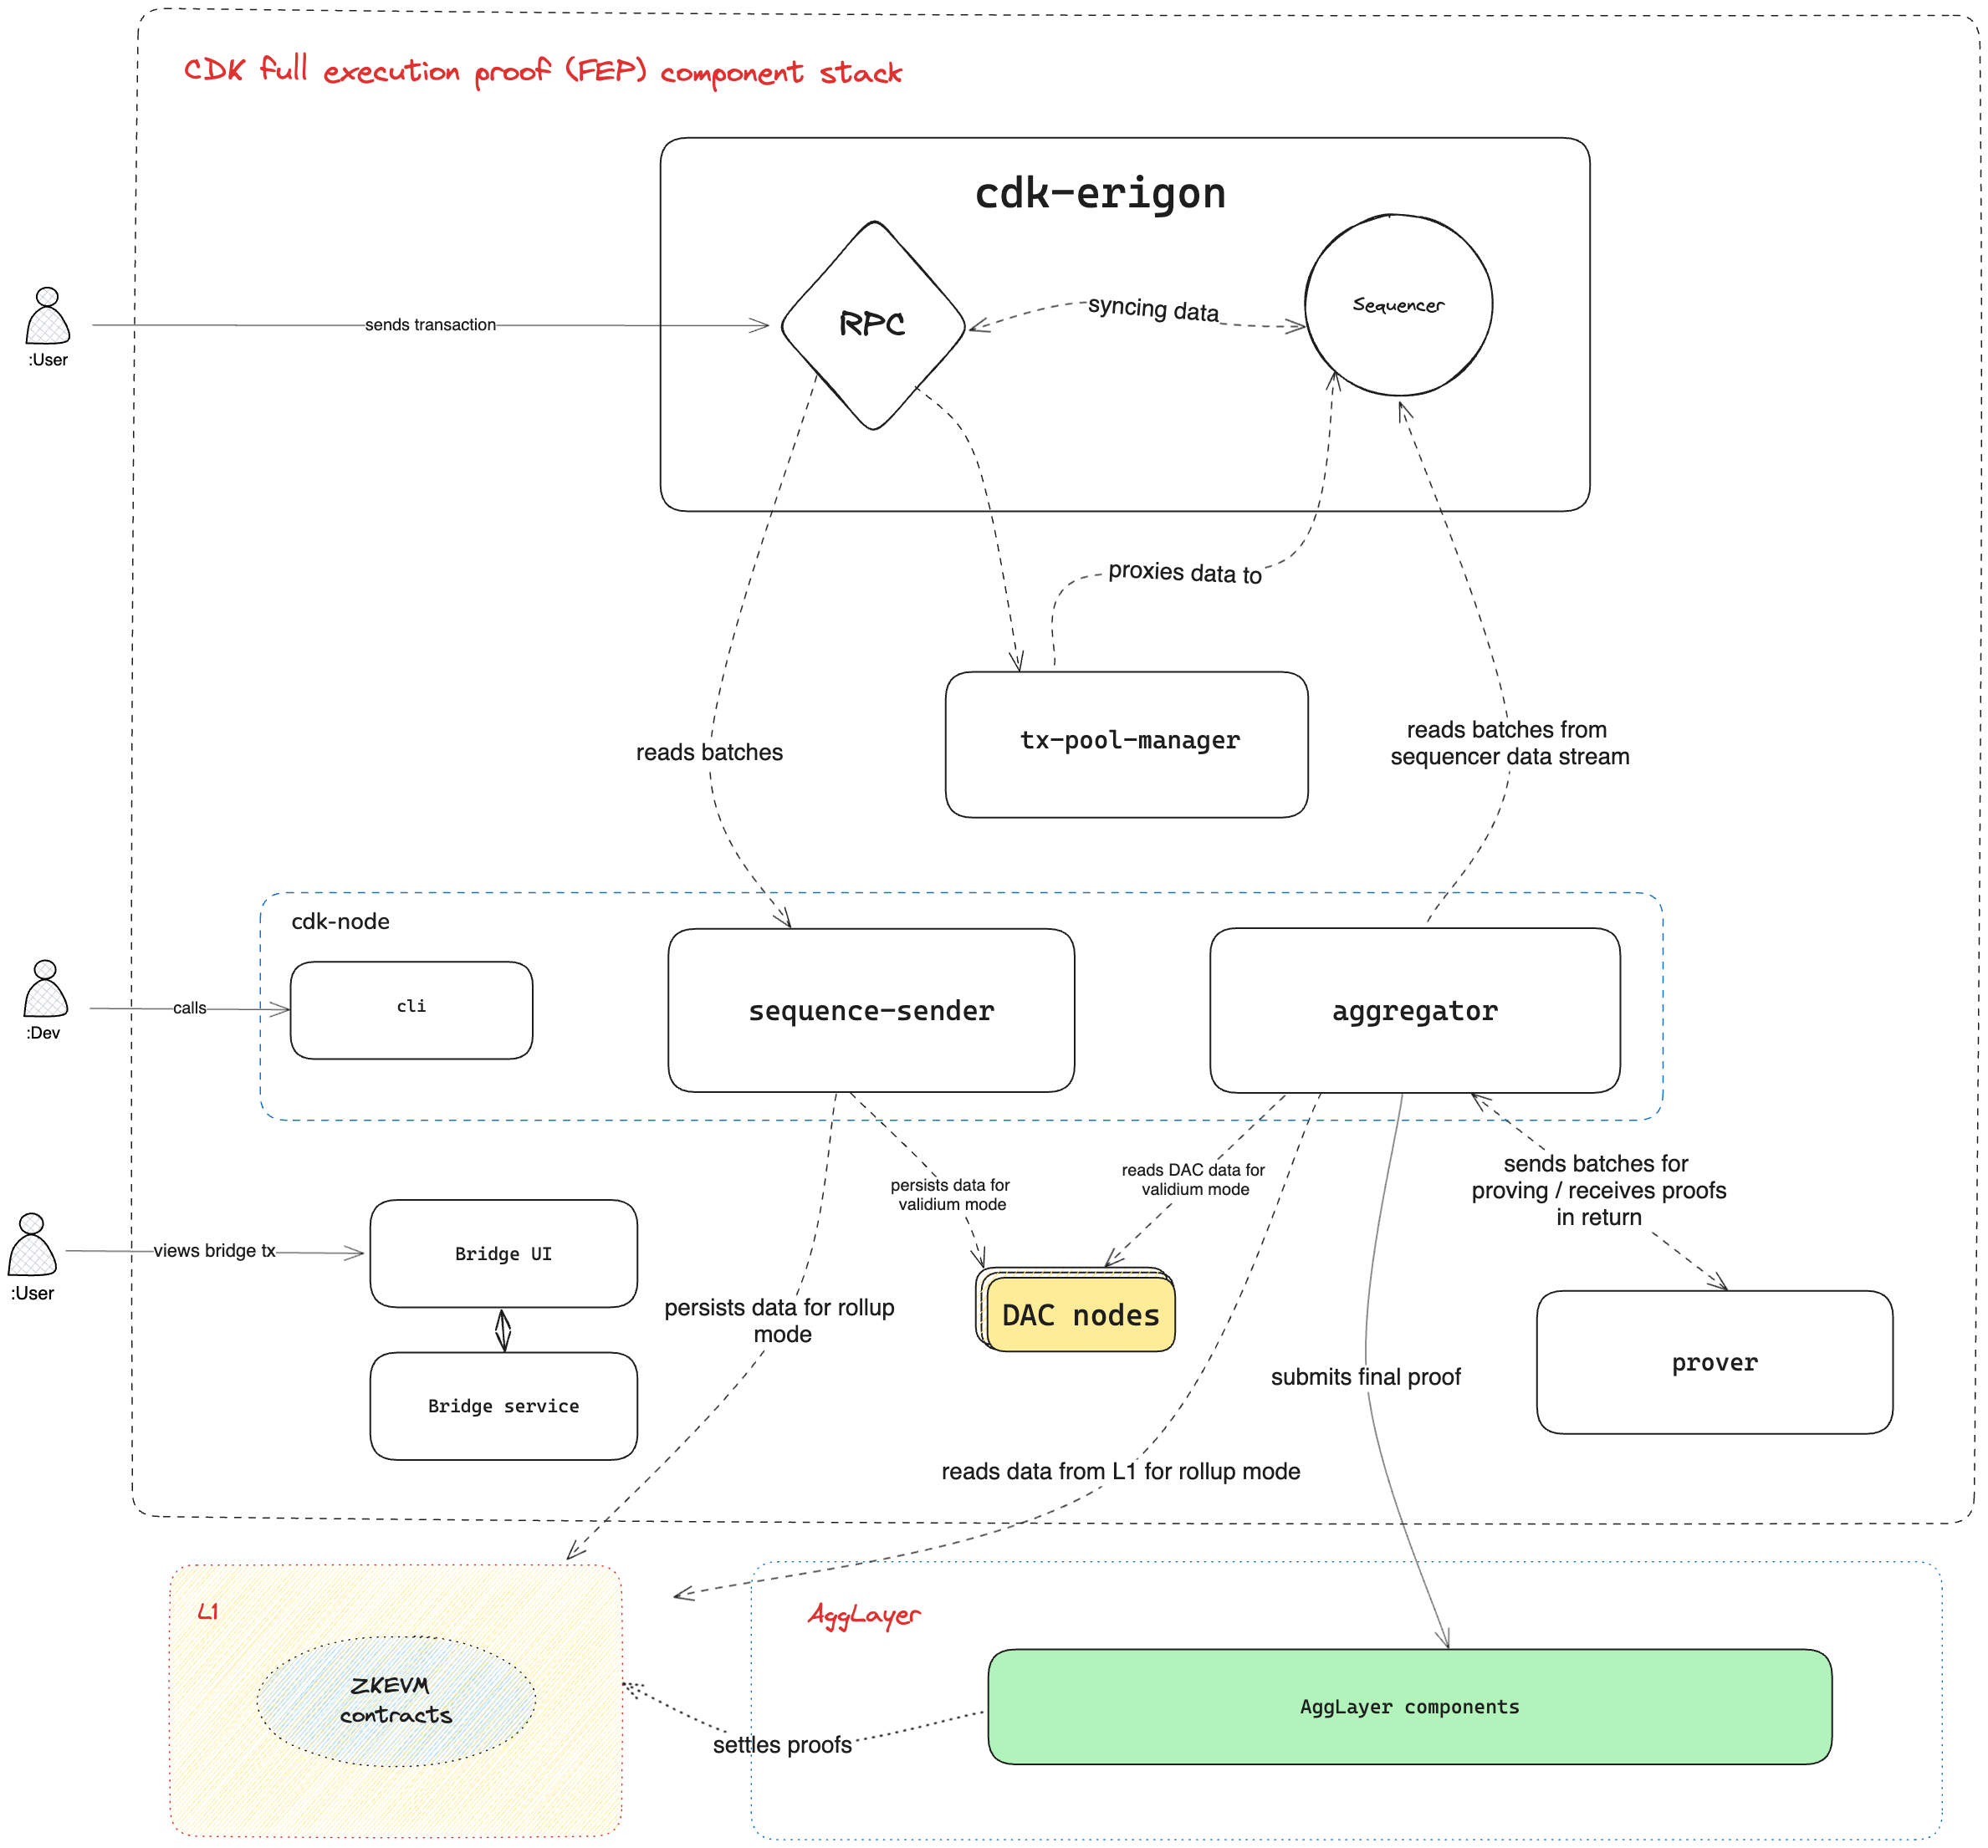 CDK full execution proof (FEP) component stack
cdk-erigon
RPC
syncing data
Sequencer
sends transaction
:User
proxies data to
tx-pool-manager
reads batches from
sequencer data stream
reads batches
cdk-node
cli
sequence-sender
aggregator
calls
:Dev
persists data for
validium mode
reads DAC data for
validium mode
sends batches for
proving / receives proofs
in return
views bridge tx
:User
Bridge UI
Bridge service
persists data for rollup
mode
DAC nodes
prover
submits final proof
reads data from L1 for rollup mode
L1
ZKEVM
contracts
AggLayer
AggLayer components
settles proofs